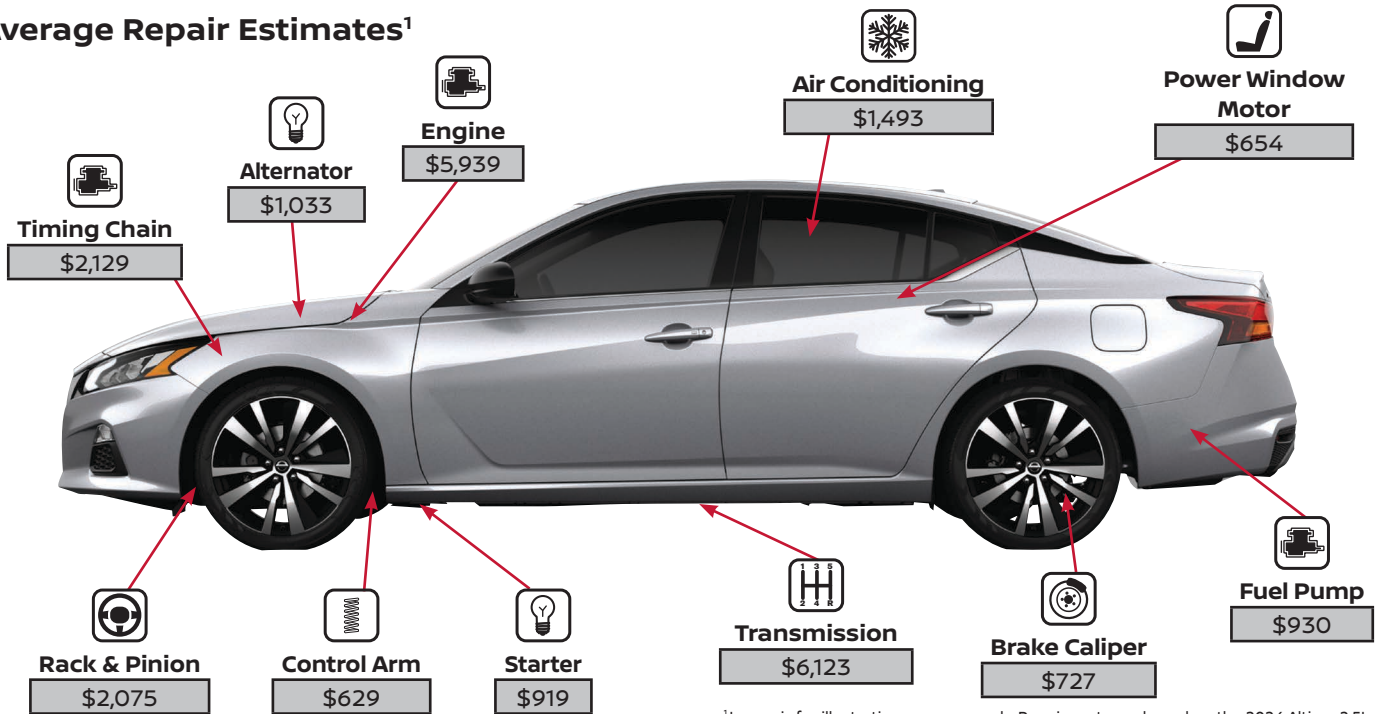 verage Repair Estimates¹
Air Conditioning
$1,493
Power Window
Motor
$654
Engine
$5,939
Alternator
$1,033
Timing Chain
$2,129
1 3 5
2 4 R
Rack & Pinion
$2,075
Control Arm
$629
Starter
$919
Transmission
$6,123
Brake Caliper
$727
Fuel Pump
$930